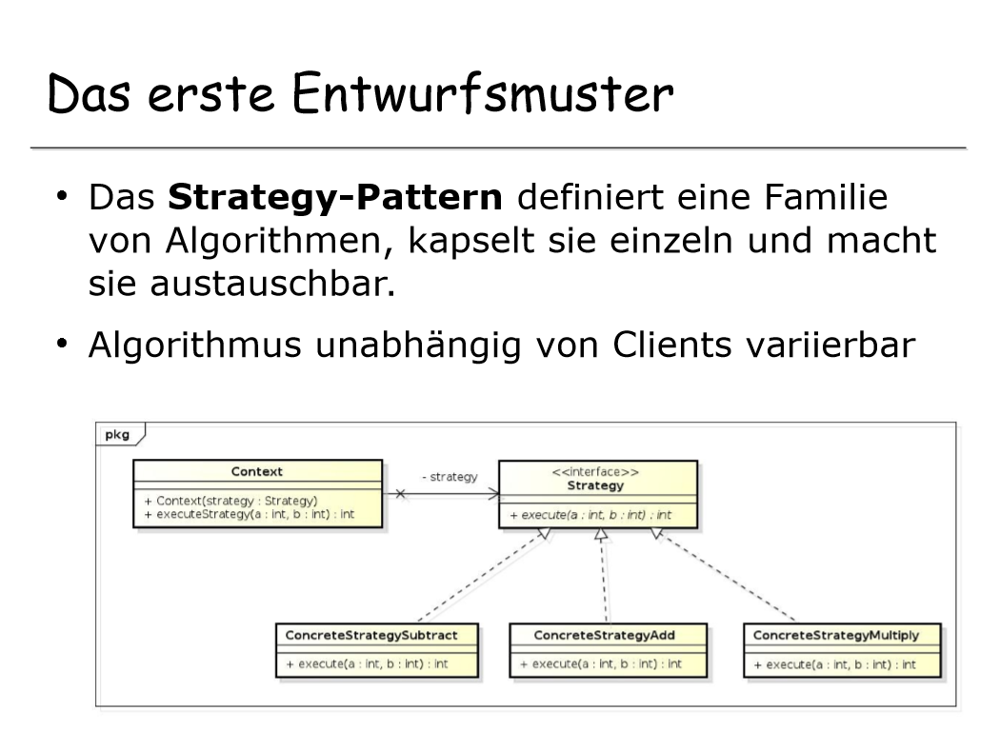 Das erste Entwurfsmuster
• Das Strategy-Pattern definiert eine Familie
von Algorithmen, kapselt sie einzeln und macht
sie austauschbar.
• Algorithmus unabhängig von Clients variierbar
pkg
Context
+ Context(strategy : Strategy)
+ executeStrategy(a : int, b : int) : int
- strategy
<<interface>>
Strategy
+ execute(a : int, b : int) : int
ConcreteStrategySubtract
+ execute(a : int, b : int) : int
ConcreteStrategyAdd
+ execute(a : int, b : int) : int
ConcreteStrategyMultiply
+ execute(a : int, b : int) : int